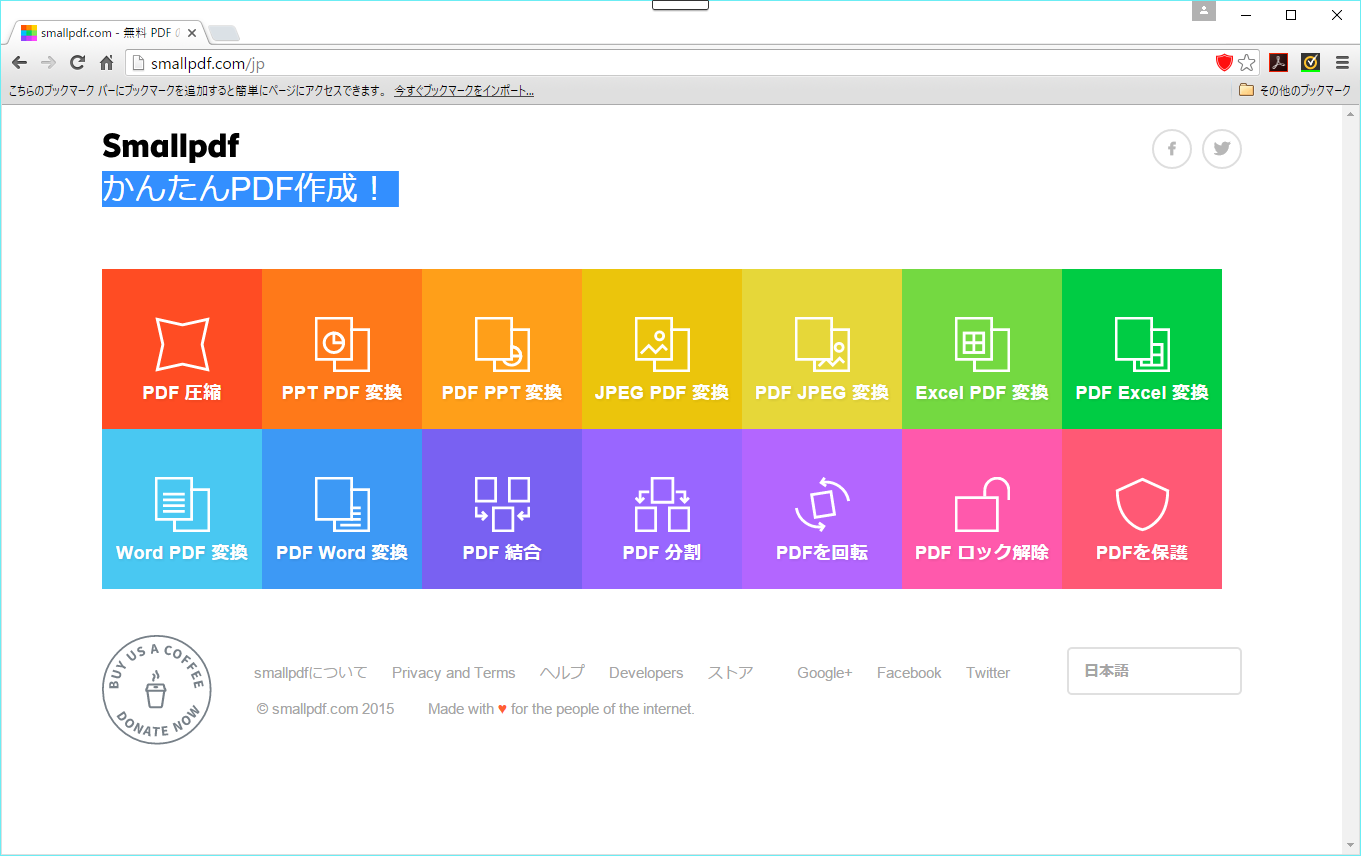 smallpdf.com - 無料 PDF
smallpdf.com/jp
こちらのブックマーク バーにブックマークを追加すると簡単にページにアクセスできます。 今すぐブックマークをインポート...
その他のブックマーク
Smallpdf
かんたんPDF作成！
PDF 圧縮
PPT PDF 変換
PDF PPT 変換
JPEG PDF 変換
PDF JPEG 変換
Excel PDF 変換
PDF Excel 変換
Word PDF 変換
PDF Word 変換
PDF 結合
PDF 分割
PDFを回転
PDF ロック解除
PDFを保護
BUY US A COFFEE
DONATE NOW
smallpdfについて Privacy and Terms ヘルプ Developers ストア Google+ Facebook Twitter
日本語
© smallpdf.com 2015 Made with ♥ for the people of the internet.